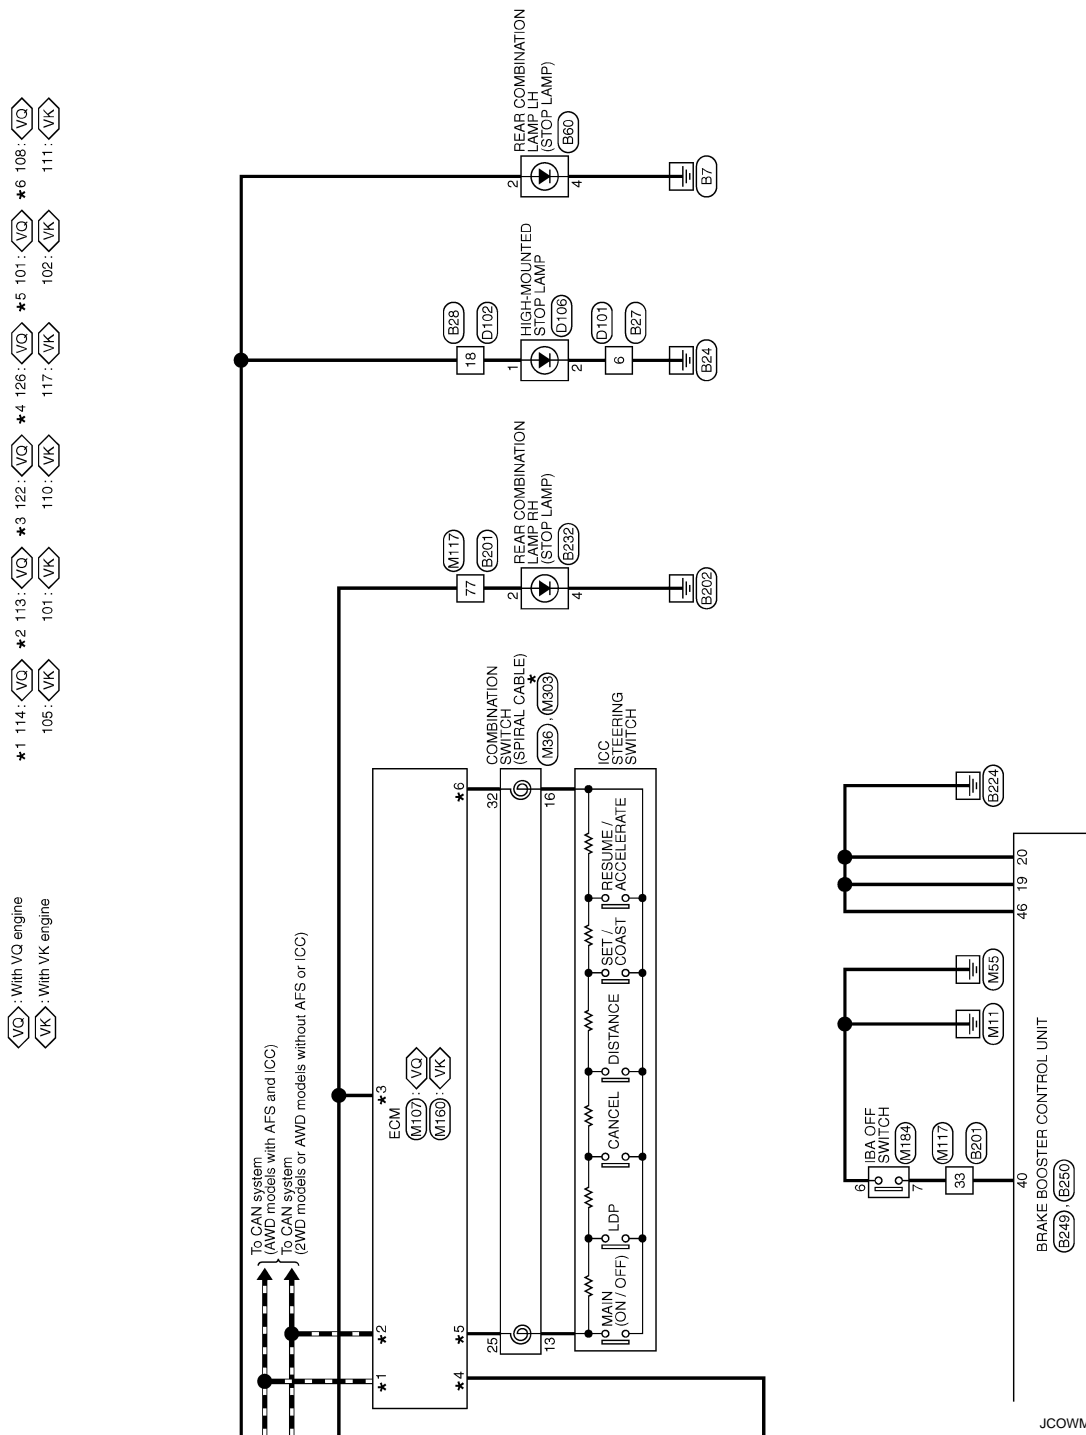 VQ : With VQ engine
VK : With VK engine
*1 114 : VQ
105 : VK
*2 113 : VQ
101 : VK
*3 122 : VQ
110 : VK
*4 126 : VQ
117 : VK
*5 101 : VQ
102 : VK
*6 108 : VQ
111 : VK
To CAN system
(AWD models with AFS and ICC)
To CAN system
(2WD models or AWD models without AFS or ICC)
*1
*2
*3
ECM
M107 : VQ
M160 : VK
*4
*5
*6
25
32
COMBINATION
SWITCH
(SPIRAL CABLE)
*
M36 , M303
13
16
ICC
STEERING
SWITCH
MAIN
(ON / OFF)
LDP
CANCEL
DISTANCE
SET /
COAST
RESUME /
ACCELERATE
M117
77
B201
REAR COMBINATION
LAMP RH
(STOP LAMP)
B232
2
4
B202
B28
18
D102
HIGH-MOUNTED
STOP LAMP
D106
1
2
D101
6
B27
B24
REAR COMBINATION
LAMP LH
(STOP LAMP)
B60
2
4
B7
6
IBA OFF
SWITCH
M184
7
M117
33
B201
M11
M55
B224
40
46
19
20
BRAKE BOOSTER CONTROL UNIT
B249 , B250
JCOWM